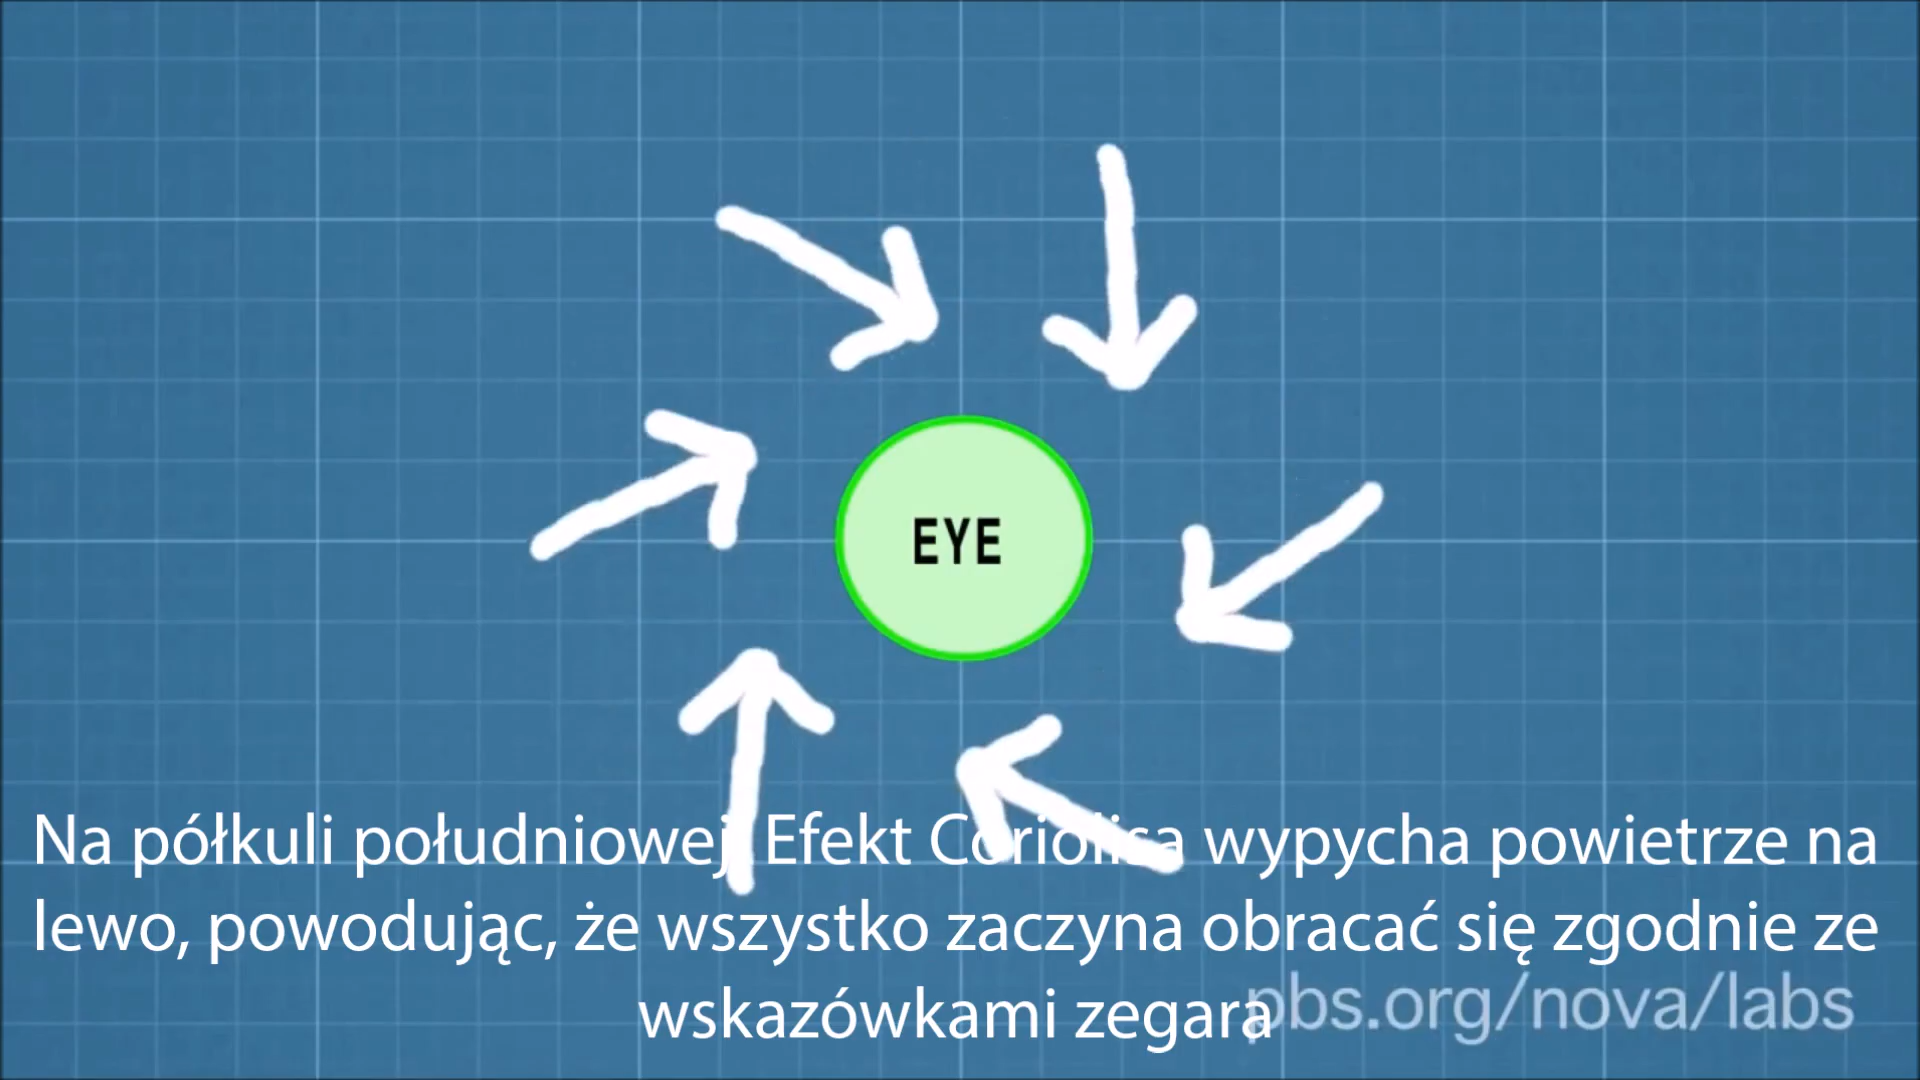 EYE
Na półkuli południowej, Efekt Coriolisa wypycha powietrze na
lewo, powodując, że wszystko zaczyna obracać się zgodnie ze
wskazówkami zegara
pbs.org/nova/labs